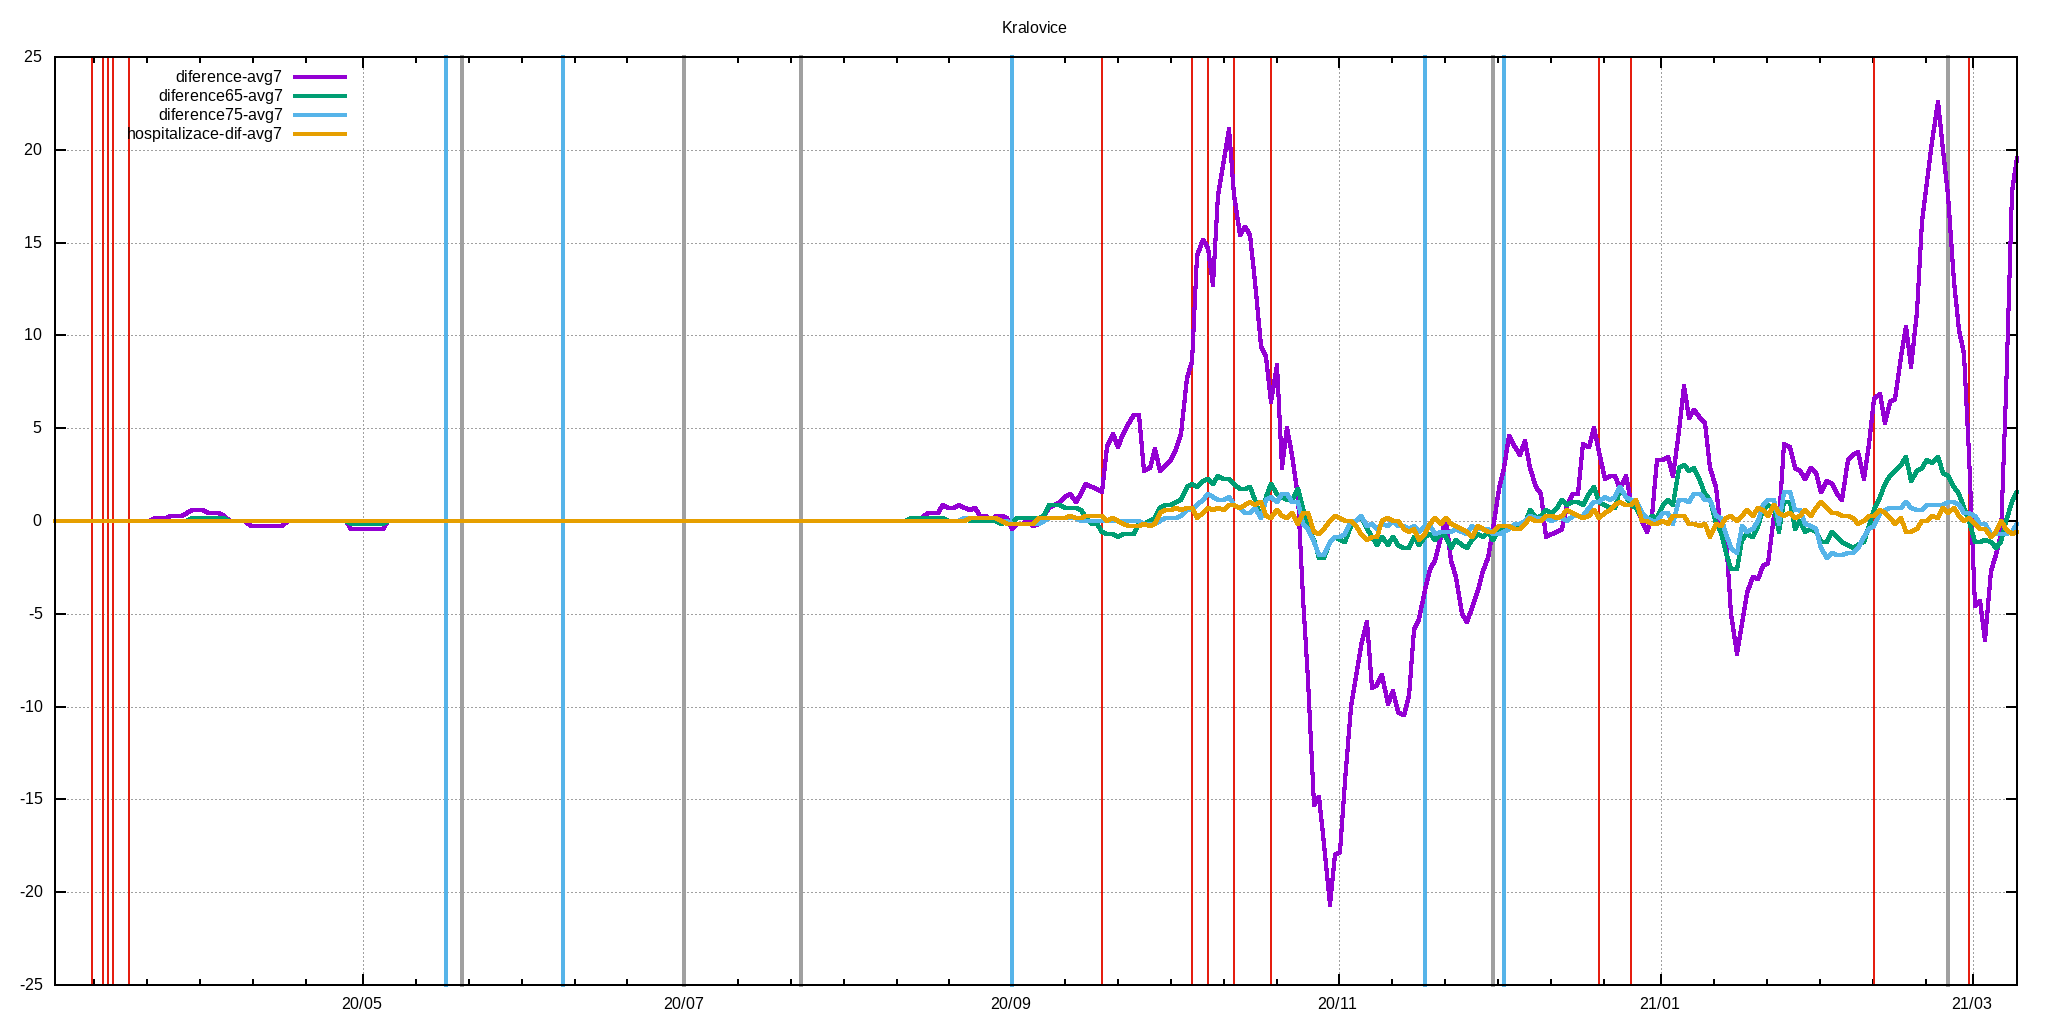 Kralovice
25
20
15
10
5
0
-5
-10
-15
-20
-25
diference-avg7
diference65-avg7
diference75-avg7
hospitalizace-dif-avg7
20/05 20/07 20/09 20/11 21/01 21/03